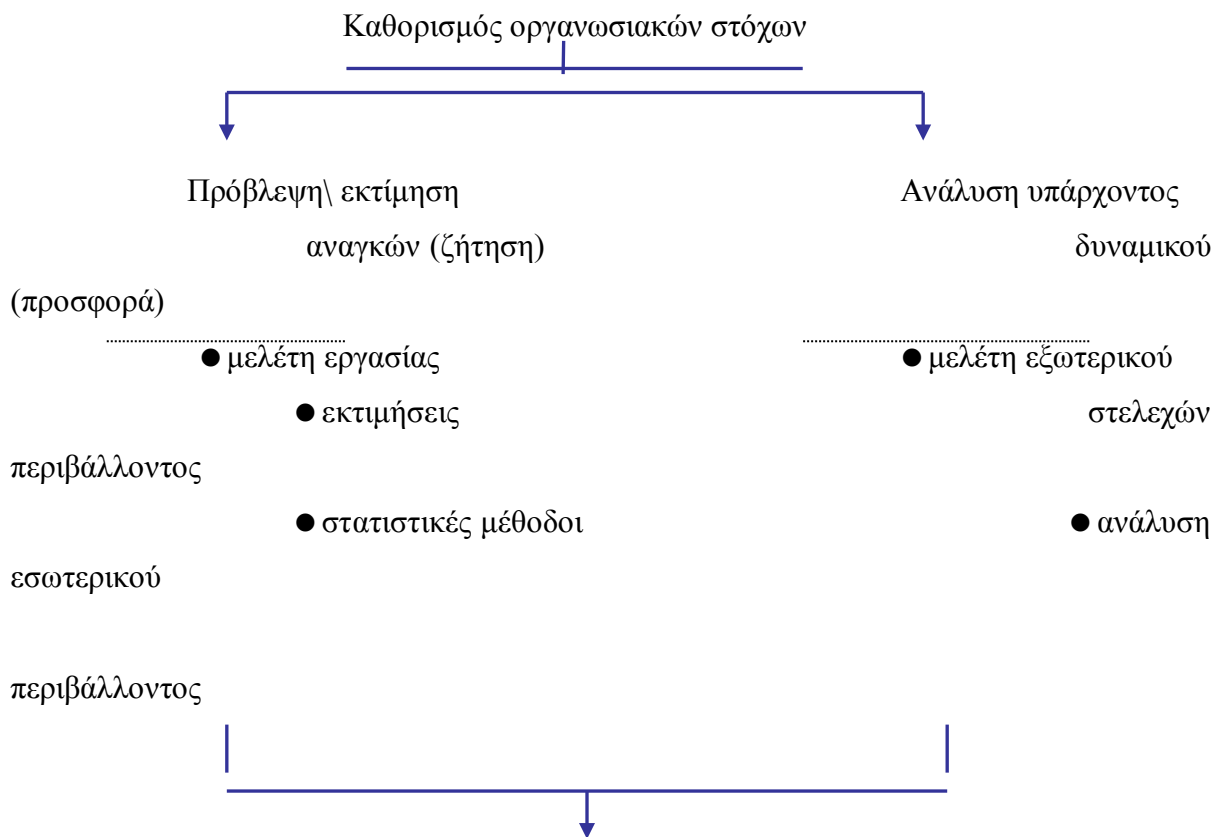 Καθορισμός οργανωσιακών στόχων
Πρόβλεψη\ εκτίμηση Ανάλυση υπάρχοντος
αναγκών (ζήτηση) δυναμικού
(προσφορά)
● μελέτη εργασίας ● μελέτη εξωτερικού
● εκτιμήσεις στελεχών
περιβάλλοντος
● στατιστικές μέθοδοι ● ανάλυση
εσωτερικού
περιβάλλοντος